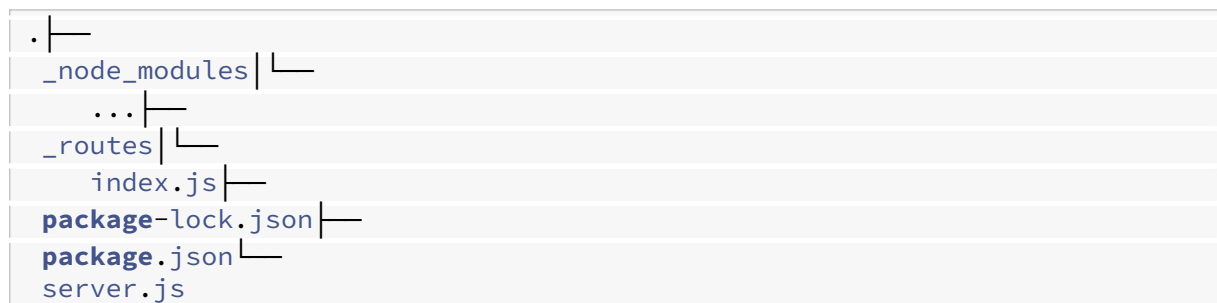 .├──
_node_modules│└──
...├──
_routes│└──
index.js├──
package-lock.json├──
package.json└──
server.js